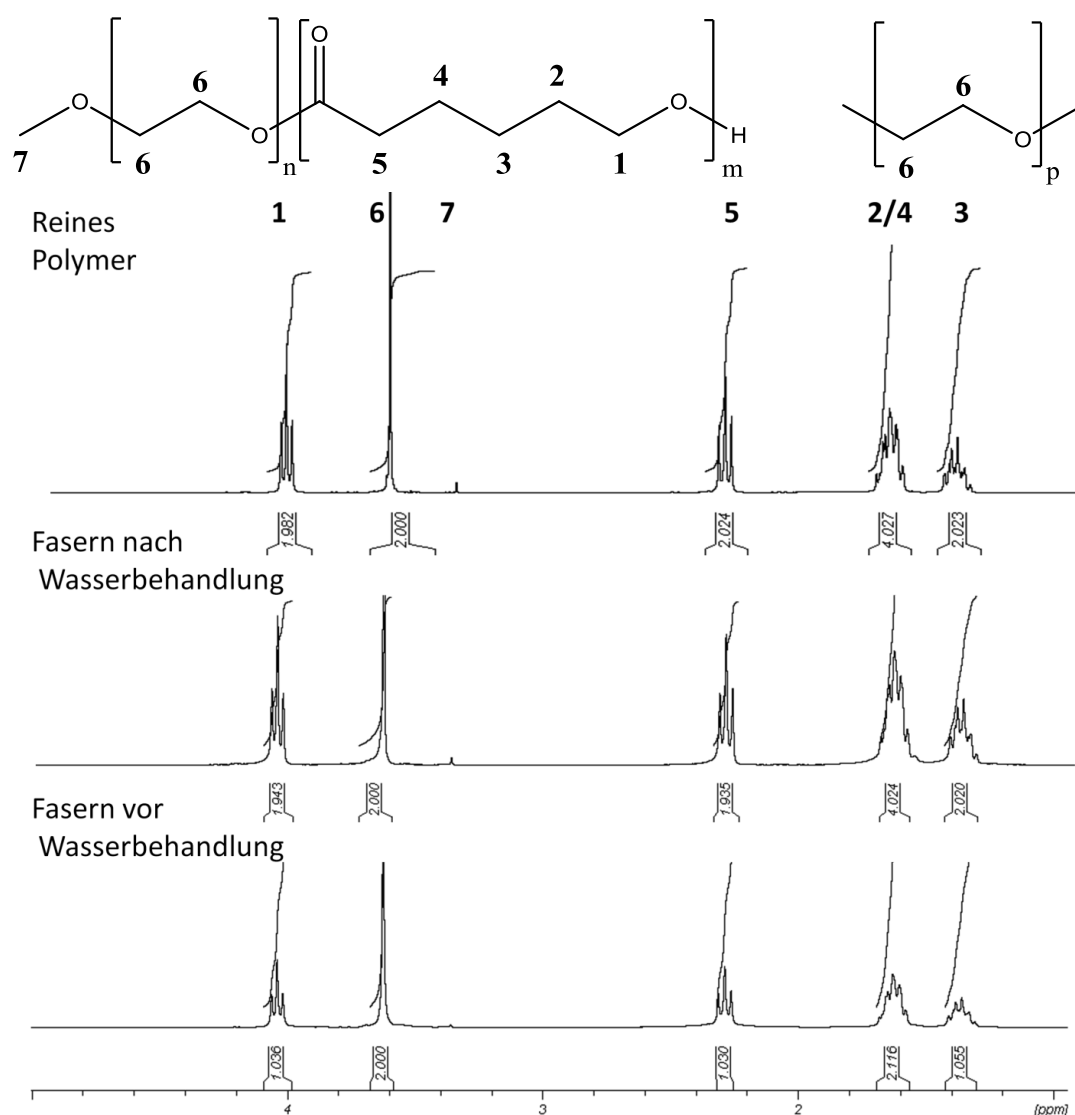 O
6 4 2 6
O O O H O
7 6 n 5 3 1 m 6 p
1 6 7 5 2/4 3
Reines
Polymer
1.982 2.000 2.024 4.027 2.023
Fasern nach
Wasserbehandlung
1.943 2.000 1.935 4.024 2.020
Fasern vor
Wasserbehandlung
1.036 2.000 1.030 2.116 1.055
4 3 2 [ppm]